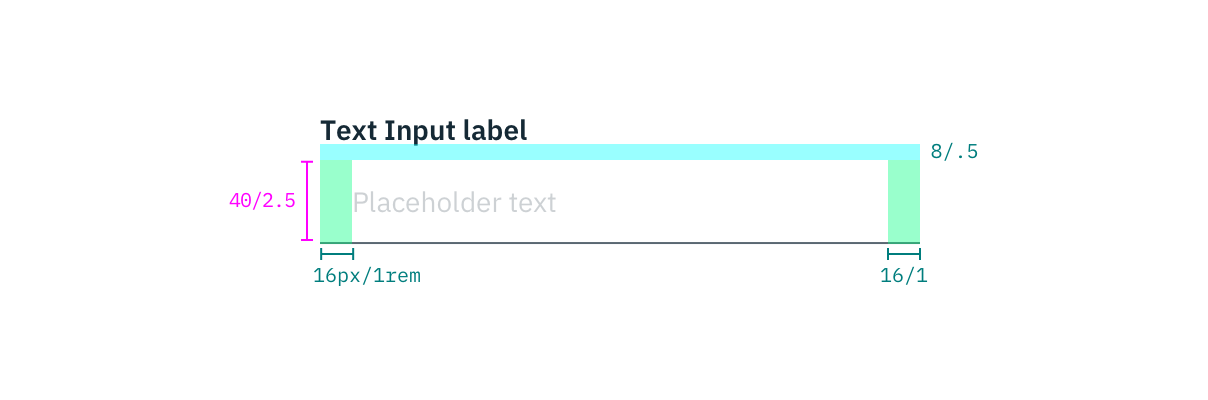 Text Input label
8/.5
40/2.5
Placeholder text
16px/1rem
16/1